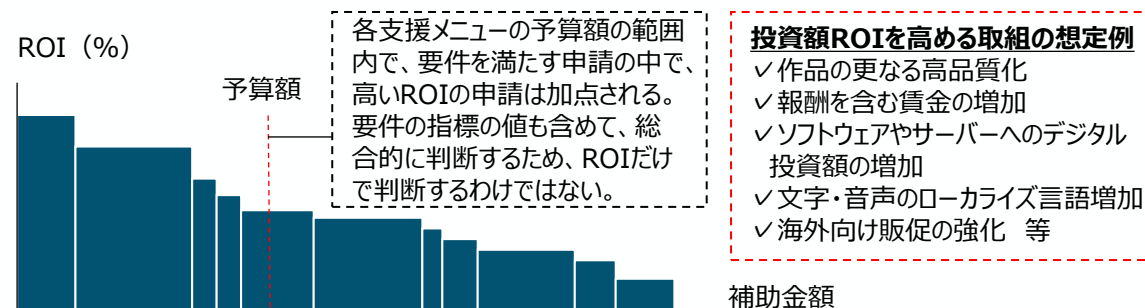 ROI（%）
予算額
各支援メニューの予算額の範囲
内で、要件を満たす申請の中で、
高いROIの申請は加点される。
要件の指標の値も含めて、総
合的に判断するため、ROIだけ
で判断するわけではない。
投資額ROIを高める取組の想定例
✓作品の更なる高品質化
✓報酬を含む賃金の増加
✓ソフトウェアやサーバーへのデジタル
投資額の増加
✓文字・音声のローカライズ言語増加
✓海外向け販促の強化　等
補助金額